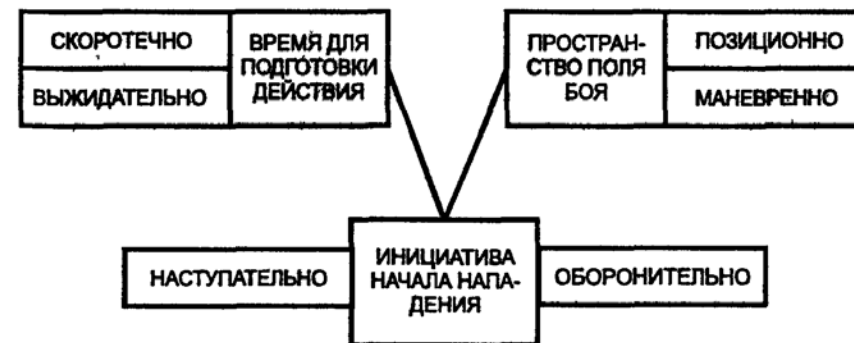 СКОРОТЕЧНО
ВЫЖИДАТЕЛЬНО
ВРЕМЯ ДЛЯ
ПОДГОТОВКИ
ДЕЙСТВИЯ
ПРОСТРАН-
СТВО ПОЛЯ
БОЯ
ПОЗИЦИОННО
МАНЕВРЕННО
НАСТУПАТЕЛЬНО
ИНИЦИАТИВА
НАЧАЛА НАПА-
ДЕНИЯ
ОБОРОНИТЕЛЬНО